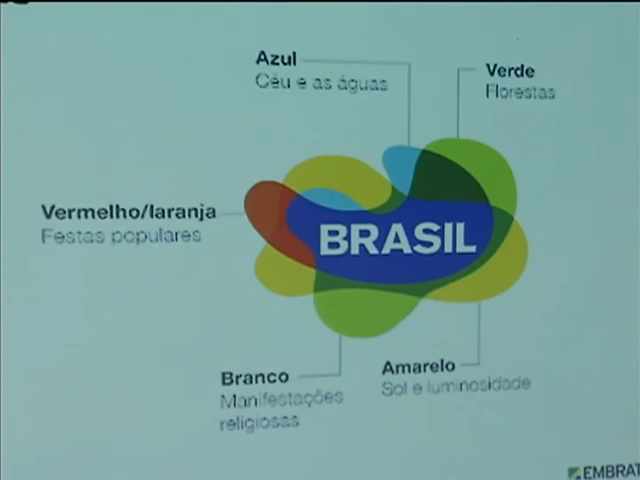 Azul
Céu e as águas
Verde
Florestas
Vermelho/laranja
Festas populares
BRASIL
Branco
Manifestações
religiosas
Amarelo
Sol e luminosidade
EMBRAT